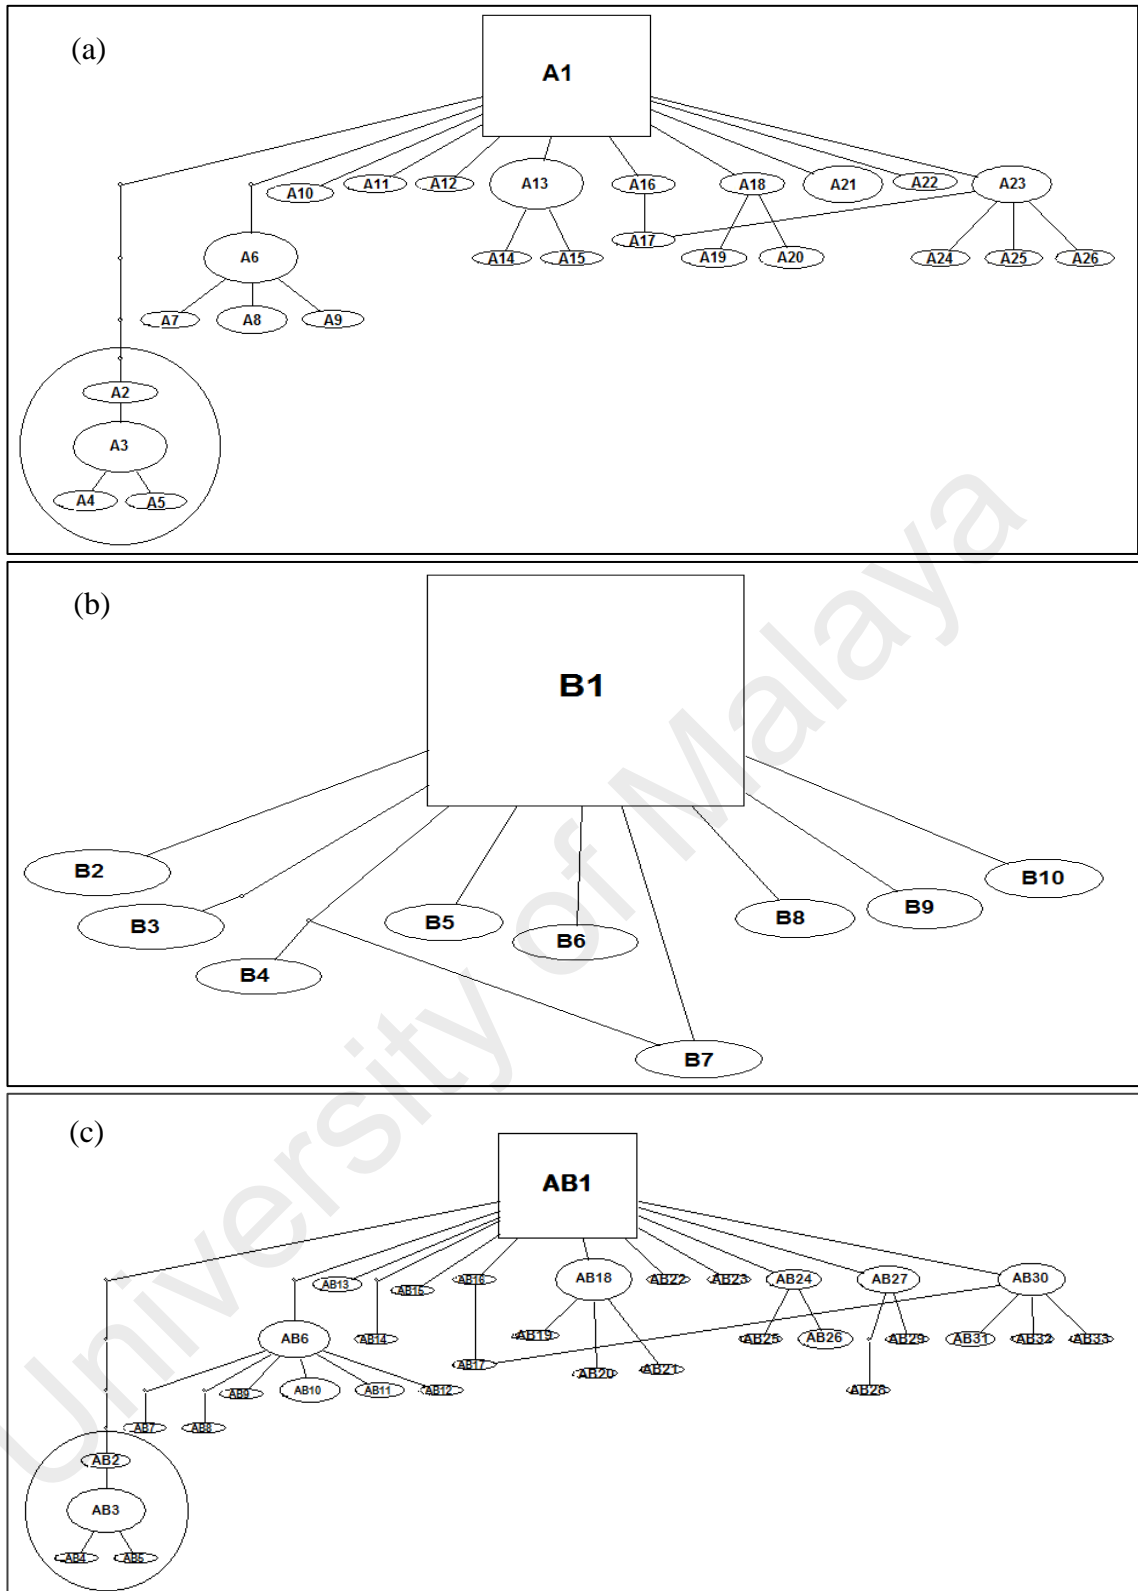 (a)
A1
A10 A11 A12 A13 A16 A18 A21 A22 A23
A6 A14 A15 A17 A19 A20 A24 A25 A26
A7 A8 A9
A2
A3
A4 A5
(b)
B1
B2 B3 B4 B5 B6 B7 B8 B9 B10
(c)
AB1
AB13 AB15 AB16 AB18 AB22 AB23 AB24 AB27 AB30
AB6 AB14 AB17 AB19 AB20 AB21 AB25 AB26 AB28 AB29 AB31 AB32 AB33
AB7 AB8 AB9 AB10 AB11 AB12
AB2
AB3
AB4 AB5
University of Malaya